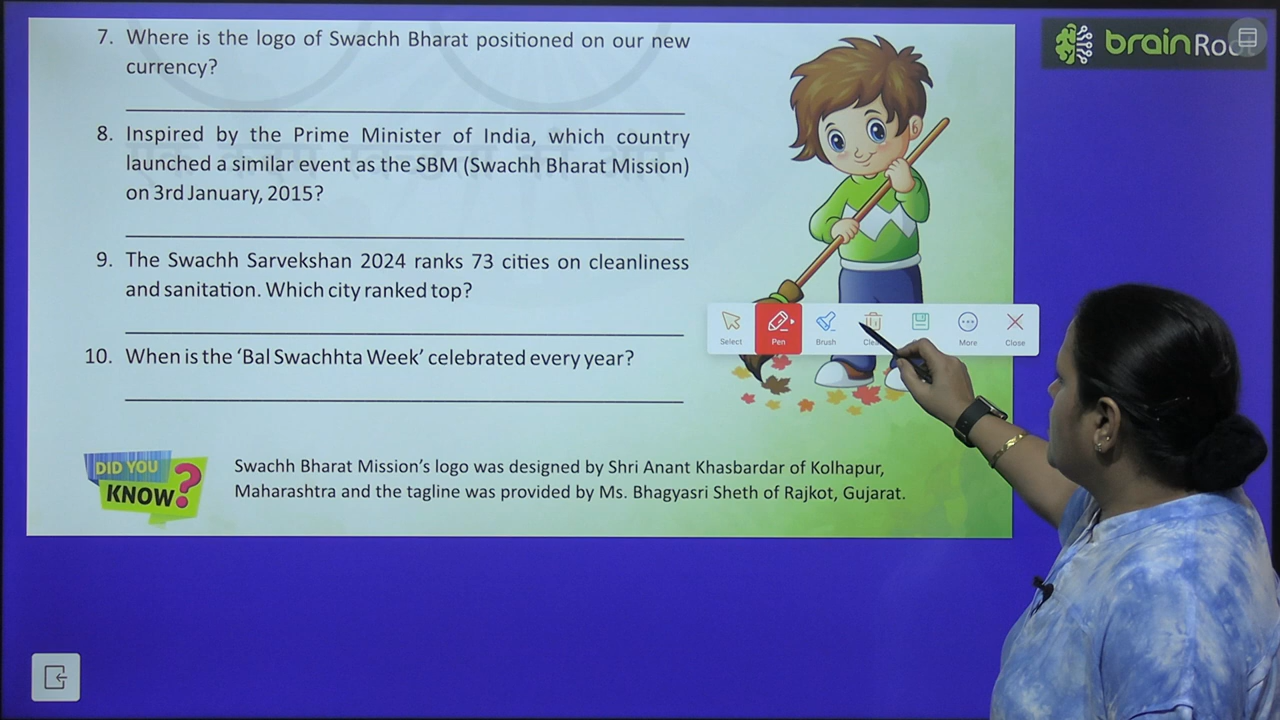 7. Where is the logo of Swachh Bharat positioned on our new
currency?
8. Inspired by the Prime Minister of India, which country
launched a similar event as the SBM (Swachh Bharat Mission)
on 3rd January, 2015?
9. The Swachh Sarvekshan 2024 ranks 73 cities on cleanliness
and sanitation. Which city ranked top?
10. When is the ‘Bal Swachhta Week’ celebrated every year?
DID YOU
KNOW?
Swachh Bharat Mission’s logo was designed by Shri Anant Khasbardar of Kolhapur,
Maharashtra and the tagline was provided by Ms. Bhagyasri Sheth of Rajkot, Gujarat.
brain
Select Pen Brush More Close